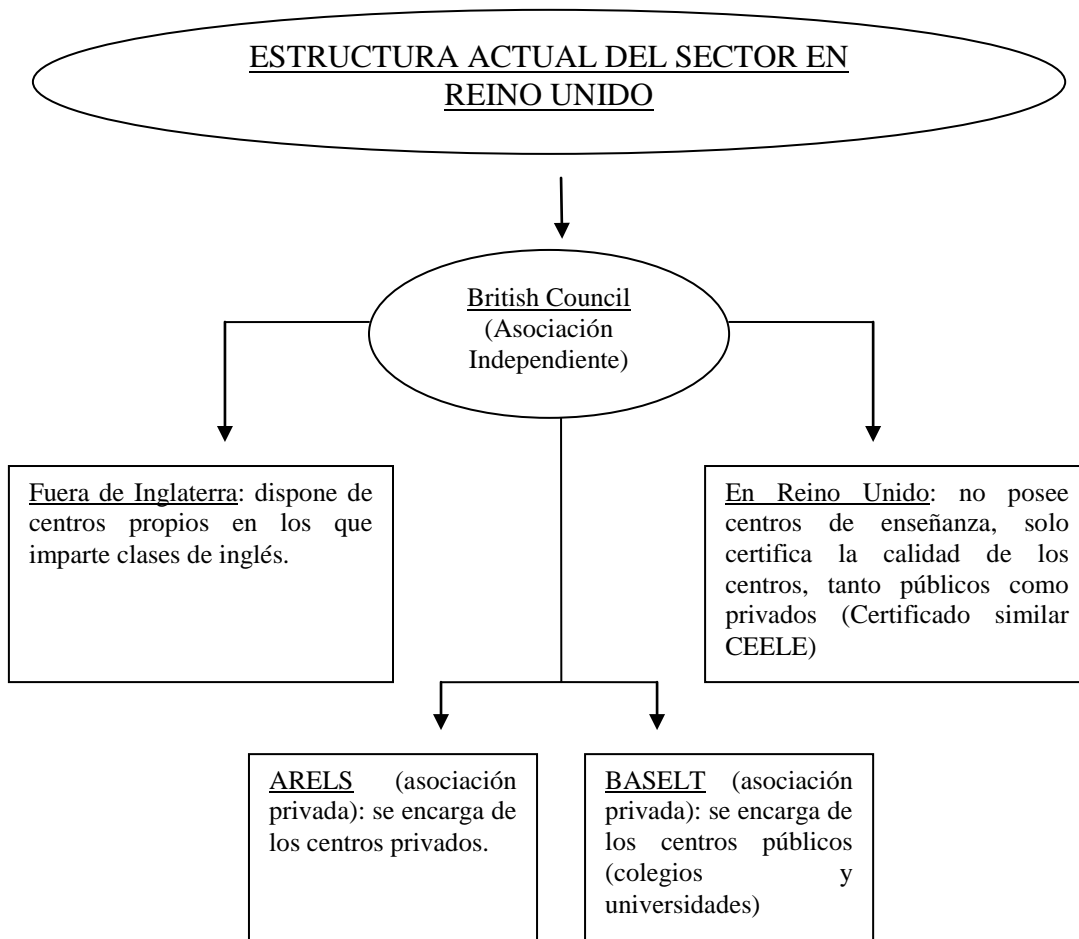 ESTRUCTURA ACTUAL DEL SECTOR EN
REINO UNIDO
British Council
(Asociación
Independiente)
Fuera de Inglaterra: dispone de
centros propios en los que
imparte clases de inglés.
En Reino Unido: no posee
centros de enseñanza, solo
certifica la calidad de los
centros, tanto públicos como
privados (Certificado similar
CEELE)
ARELS (asociación
privada): se encarga de
los centros privados.
BASELT (asociación
privada): se encarga de
los centros públicos
(colegios y
universidades)